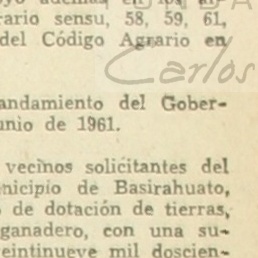 rario sensu, 58, 59, 61,
del Código Agrario en
Carlos
andamiento del Gober-
unio de 1961.
vecinos solicitantes del
nicipio de Basirahuato,
o de dotación de tierras,
ganadero, con una su-
eintinueve mil doscien-